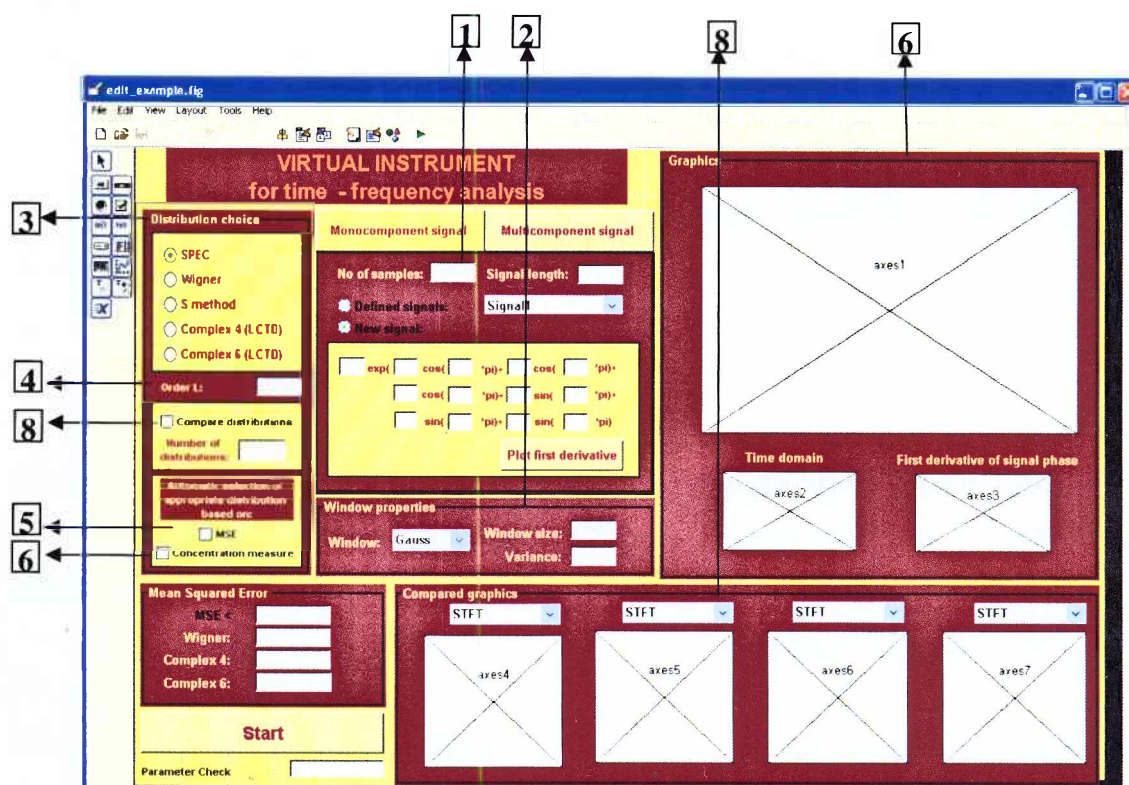 1 2 8 6
edit_example.fig
File Edit View Layout Tools Help
VIRTUAL INSTRUMENT
for time - frequency analysis
3
Distribution choice
SPEC
Wigner
S method
Complex 4 (LCTD)
Complex 6 (LCTD)
4
Order L:
8
Compare distributions
Number of
distributions:
Automatic selection of
appropriate distribution
based on:
5
MSE
6
Concentration measure
Monocomponent signal
Multicomponent signal
No of samples:
Signal length:
Defined signals:
Signal1
New signal:
exp( cos( *pi)+ cos( *pi)+
cos( *pi)+ sin( *pi)+
sin( *pi)+ sin( *pi)
Plot first derivative
Window properties
Window: Gauss
Window size:
Variance:
Graphics
axes1
Time domain
First derivative of signal phase
axes2
axes3
Mean Squared Error
MSE <
Wigner:
Complex 4:
Complex 6:
Start
Parameter Check
Compared graphics
STFT STFT STFT STFT
axes4 axes5 axes6 axes7